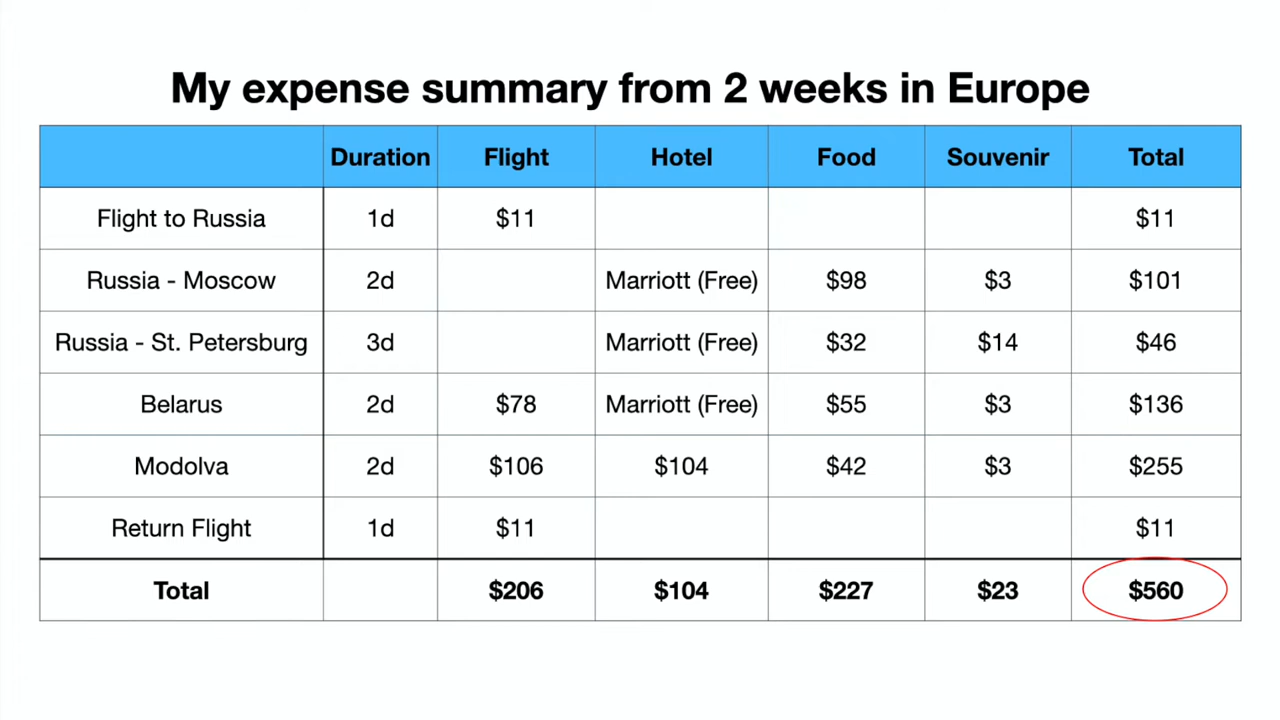 My expense summary from 2 weeks in Europe
Duration Flight Hotel Food Souvenir Total
Flight to Russia 1d $11 $11
Russia - Moscow 2d Marriott (Free) $98 $3 $101
Russia - St. Petersburg 3d Marriott (Free) $32 $14 $46
Belarus 2d $78 Marriott (Free) $55 $3 $136
Modolva 2d $106 $104 $42 $3 $255
Return Flight 1d $11 $11
Total $206 $104 $227 $23 $560